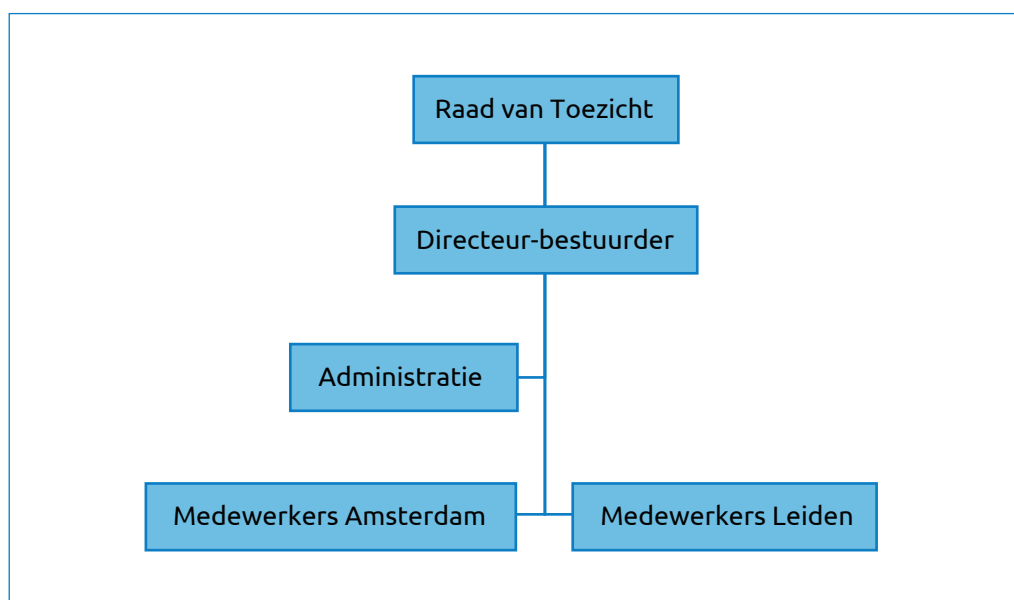 Raad van Toezicht
Directeur-bestuurder
Administratie
Medewerkers Amsterdam
Medewerkers Leiden